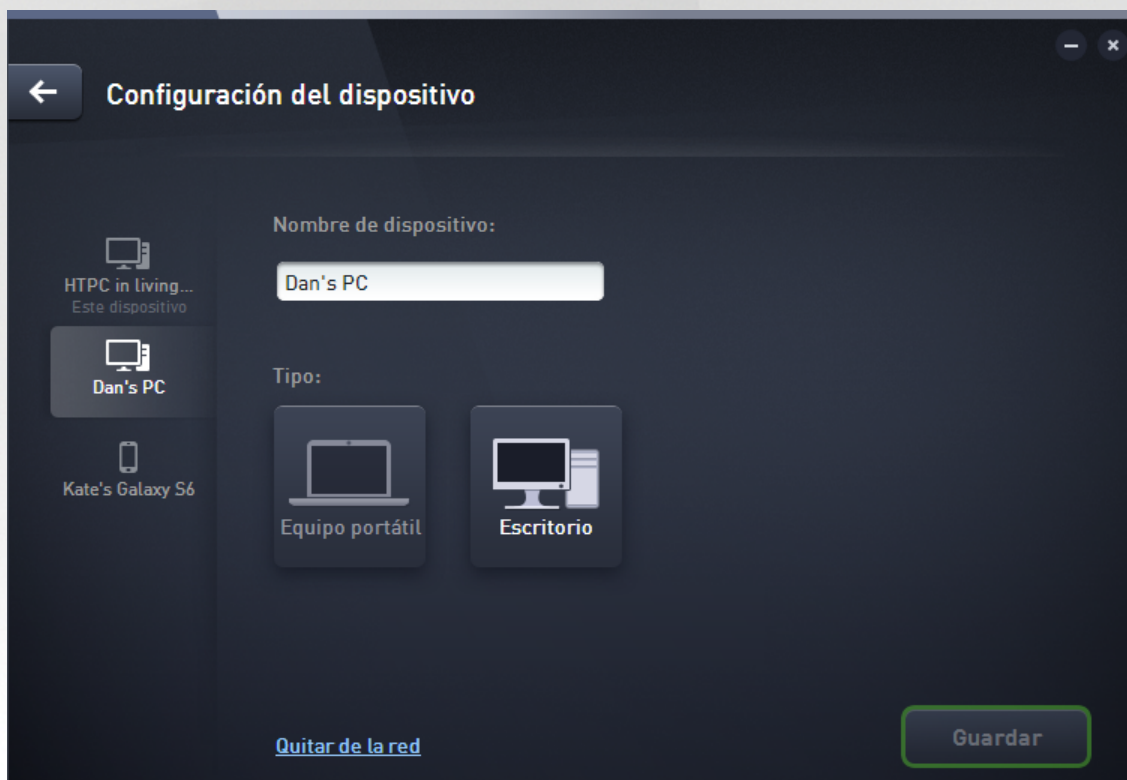 Configuración del dispositivo
HTPC in living...
Este dispositivo
Dan's PC
Kate's Galaxy S6
Nombre de dispositivo:
Dan's PC
Tipo:
Equipo portátil
Escritorio
Quitar de la red
Guardar